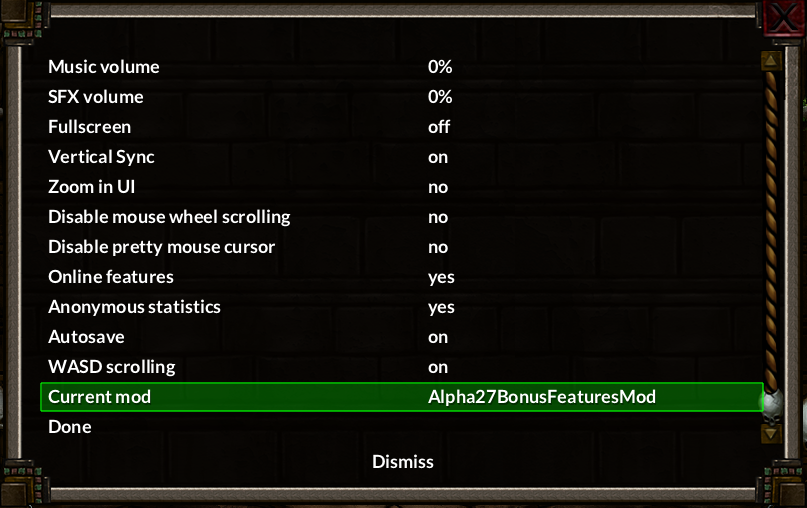 Music volume 0%
SFX volume 0%
Fullscreen off
Vertical Sync on
Zoom in UI no
Disable mouse wheel scrolling no
Disable pretty mouse cursor no
Online features yes
Anonymous statistics yes
Autosave on
WASD scrolling on
Current mod Alpha27BonusFeaturesMod
Done
Dismiss